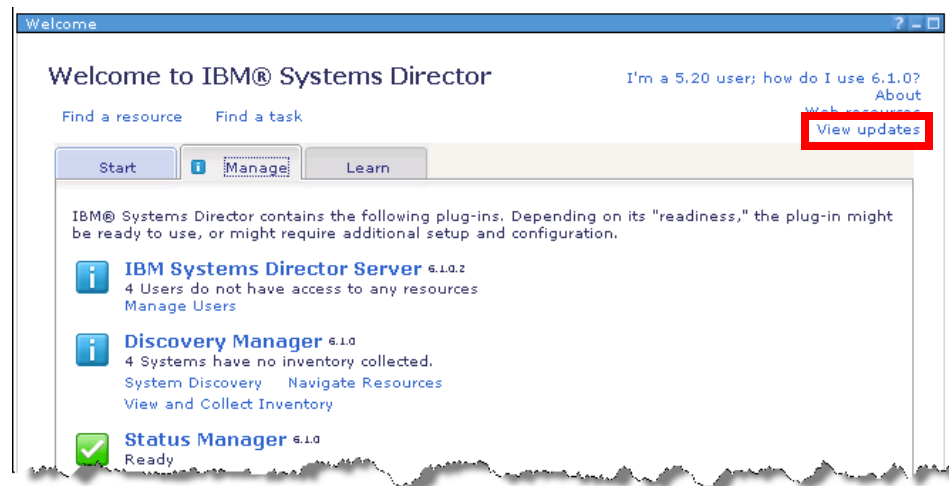 Welcome
Welcome to IBM® Systems Director
I'm a 5.20 user; how do I use 6.1.0?
About
Web resources
View updates
Find a resource Find a task
Start Manage Learn
IBM® Systems Director contains the following plug-ins. Depending on its "readiness," the plug-in might
be ready to use, or might require additional setup and configuration.
IBM Systems Director Server 6.1.0.2
4 Users do not have access to any resources
Manage Users
Discovery Manager 6.1.0
4 Systems have no inventory collected.
System Discovery Navigate Resources
View and Collect Inventory
Status Manager 6.1.0
Ready